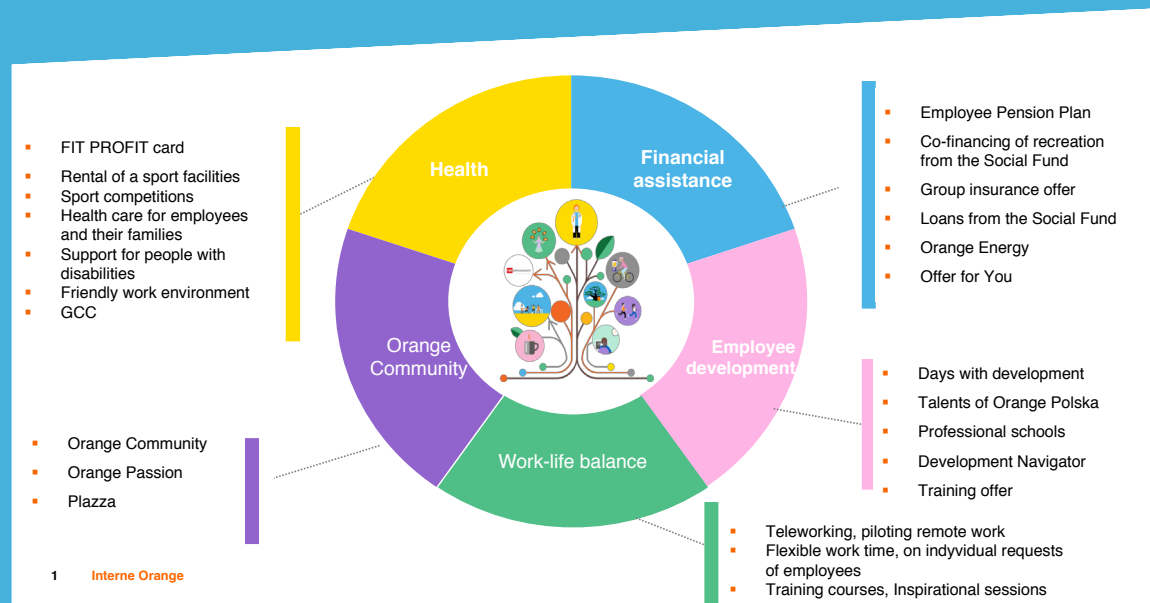 Health
Financial
assistance
Employee
development
Work-life balance
Orange
Community
FIT PROFIT card
Rental of a sport facilities
Sport competitions
Health care for employees
and their families
Support for people with
disabilities
Friendly work environment
GCC
Orange Community
Orange Passion
Plazza
Employee Pension Plan
Co-financing of recreation
from the Social Fund
Group insurance offer
Loans from the Social Fund
Orange Energy
Offer for You
Days with development
Talents of Orange Polska
Professional schools
Development Navigator
Training offer
Teleworking, piloting remote work
Flexible work time, on indyvidual requests
of employees
Training courses, Inspirational sessions
1 Interne Orange